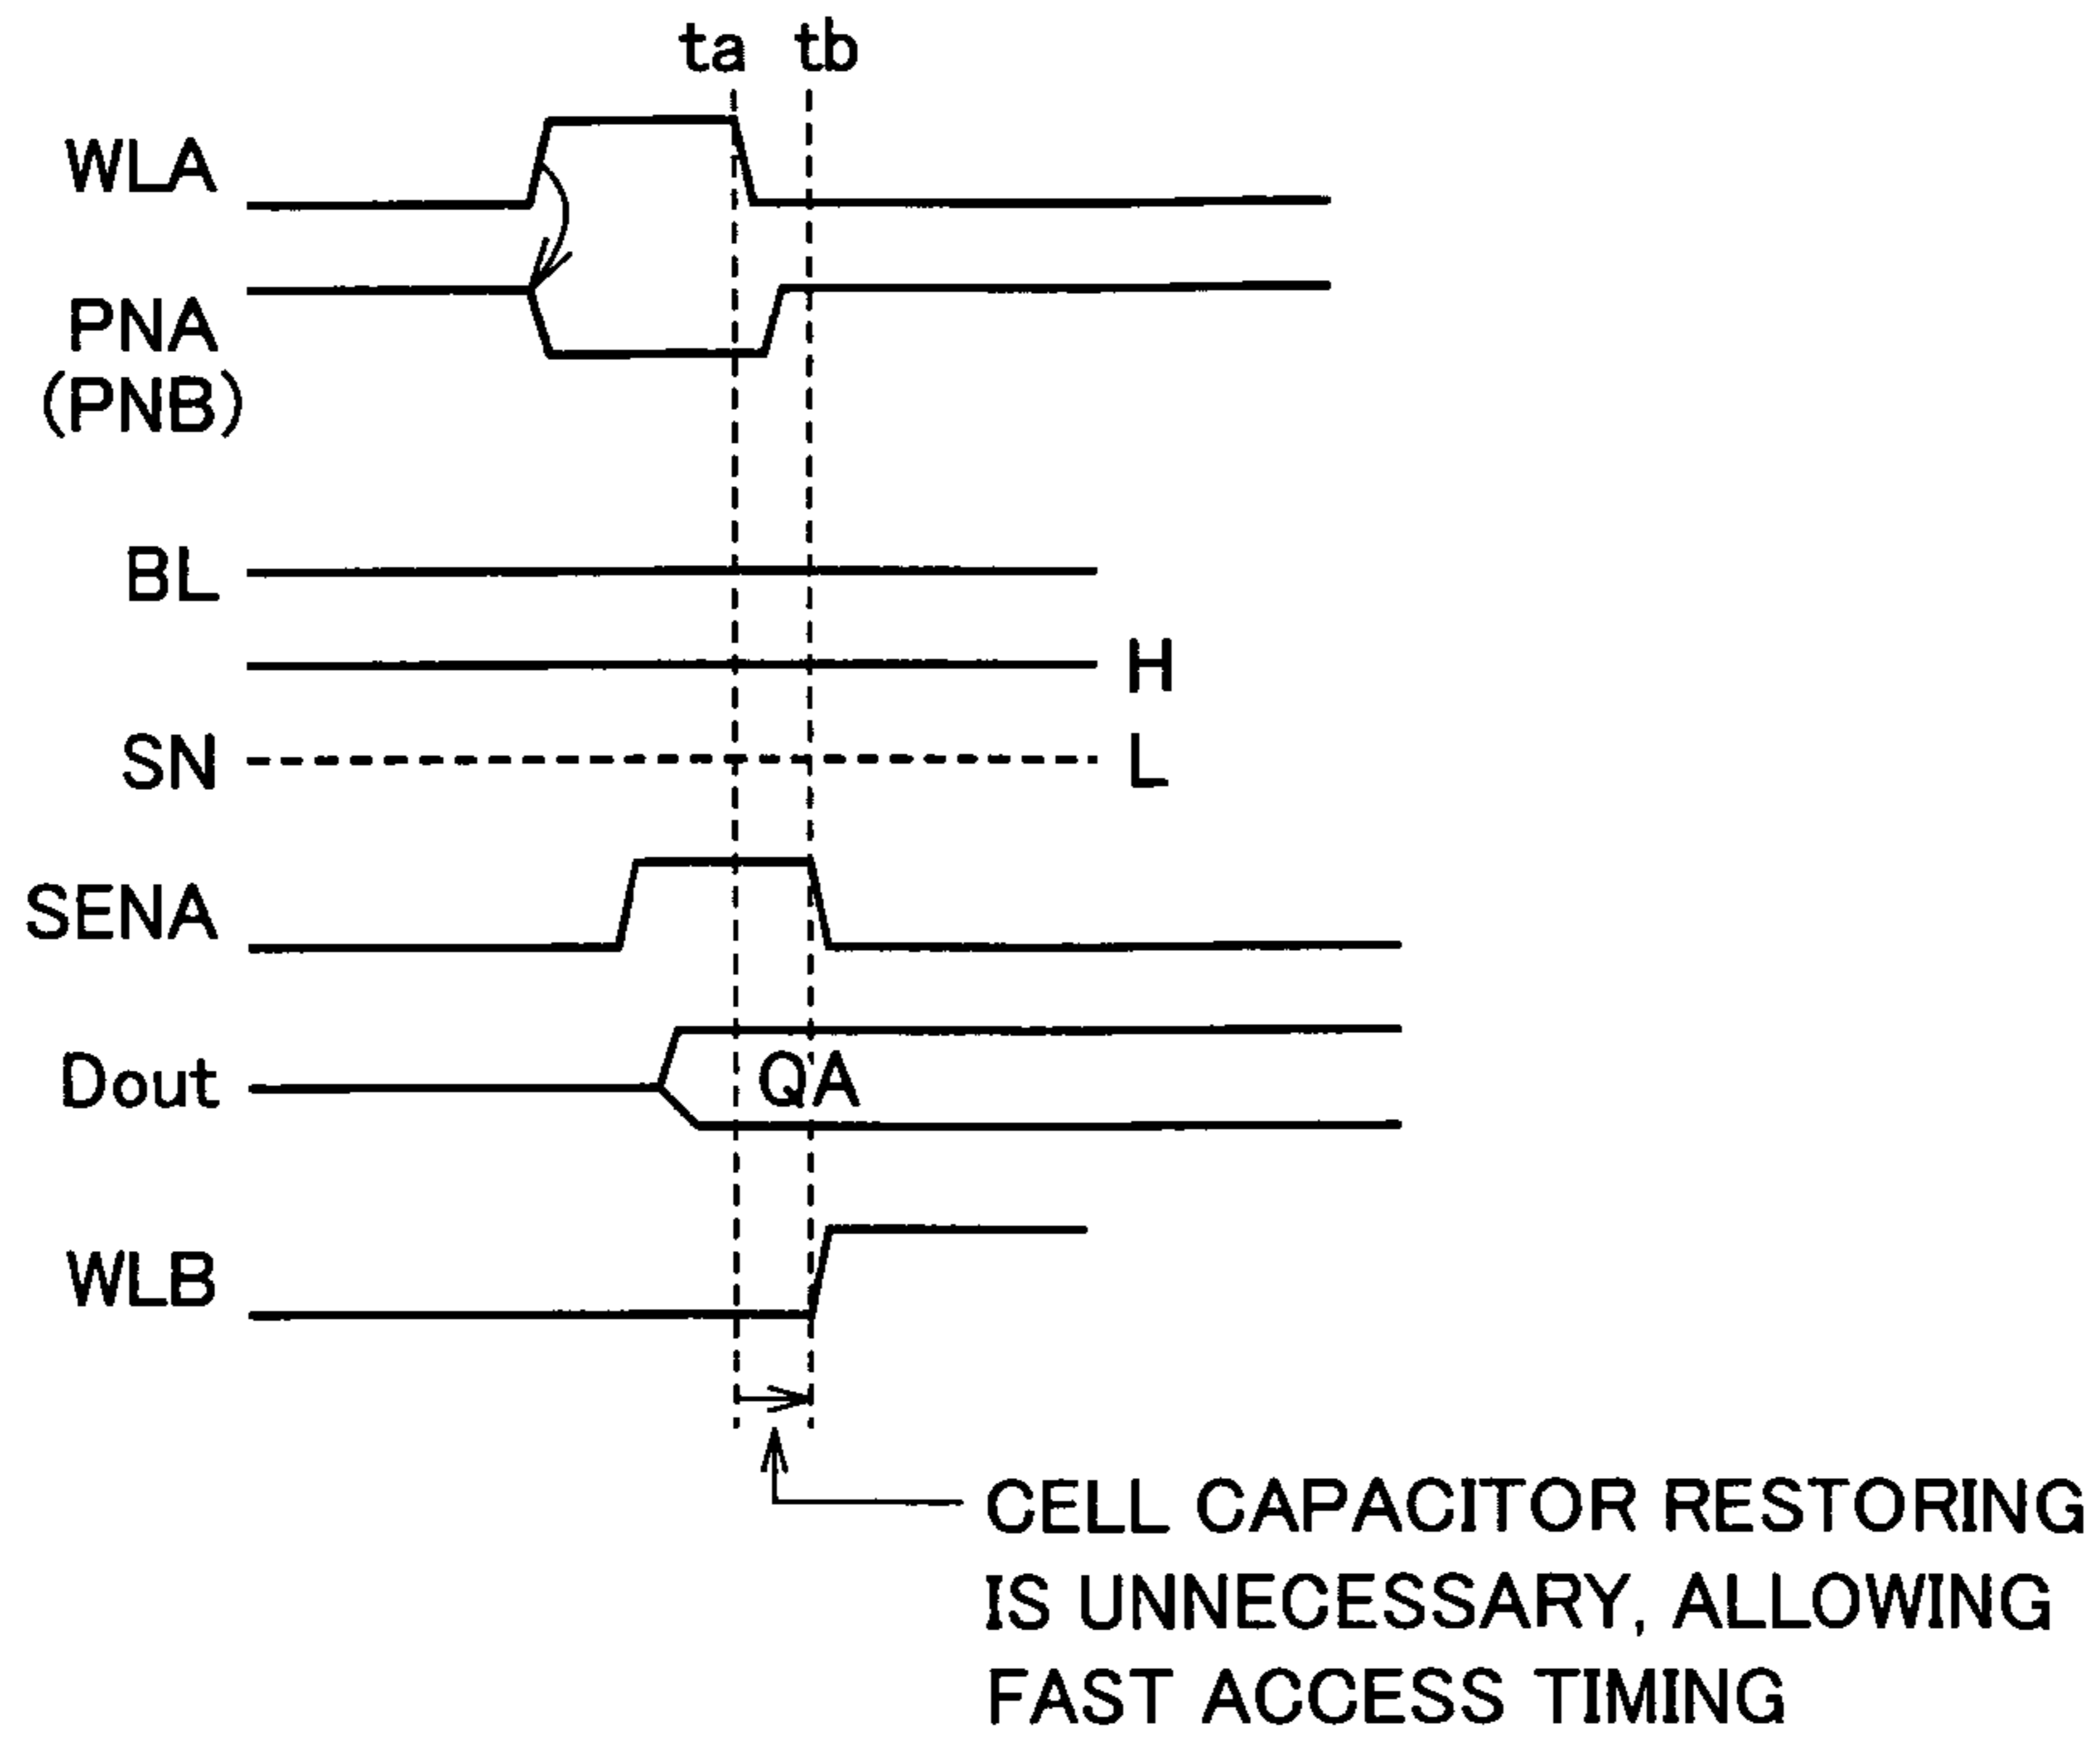 ta tb
WLA
PNA
(PNB)
BL
H
SN
L
SENA
Dout
QA
WLB
CELL CAPACITOR RESTORING
IS UNNECESSARY, ALLOWING
FAST ACCESS TIMING